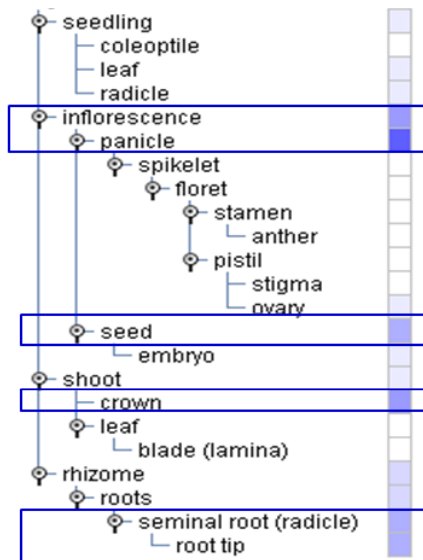 seedling
coleoptile
leaf
radicle
inflorescence
panicle
spikelet
floret
stamen
anther
pistil
stigma
ovary
seed
embryo
shoot
crown
leaf
blade (lamina)
rhizome
roots
seminal root (radicle)
root tip